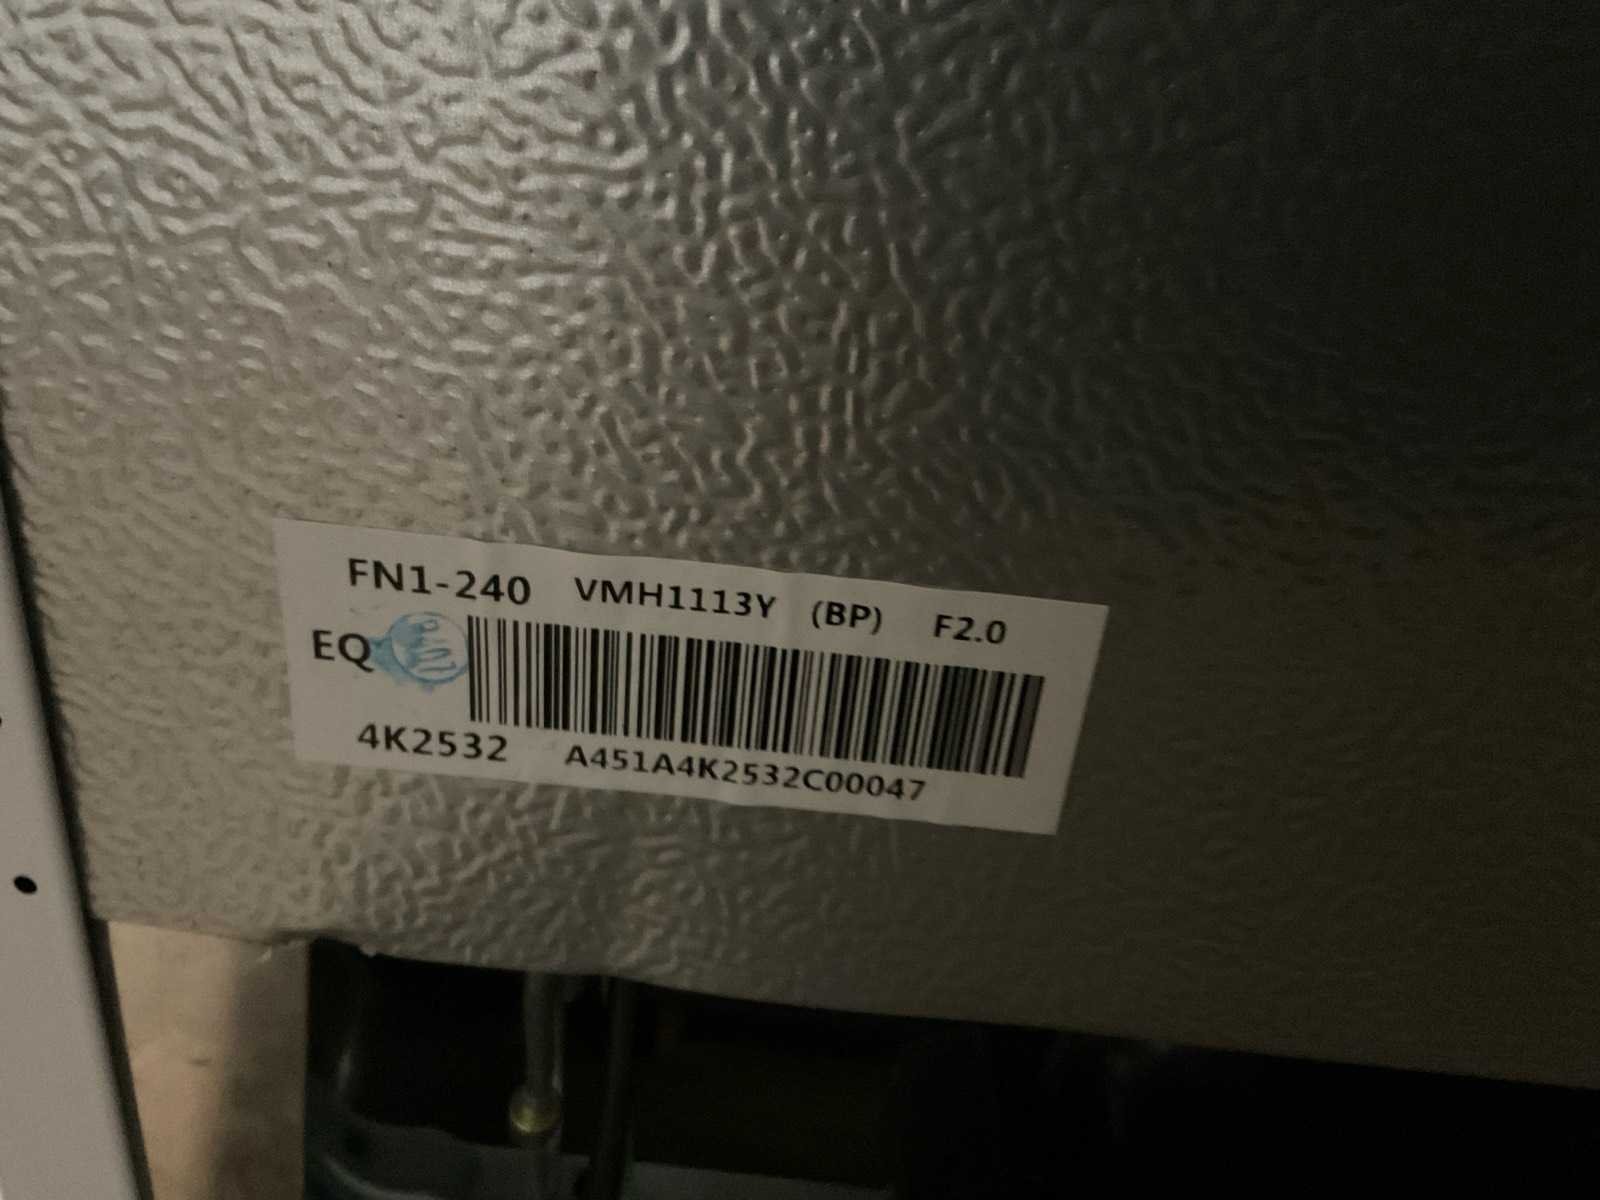 FN1-240 VMH1113Y (BP) F2.0
EQ
4K2532 A451A4K2532C00047